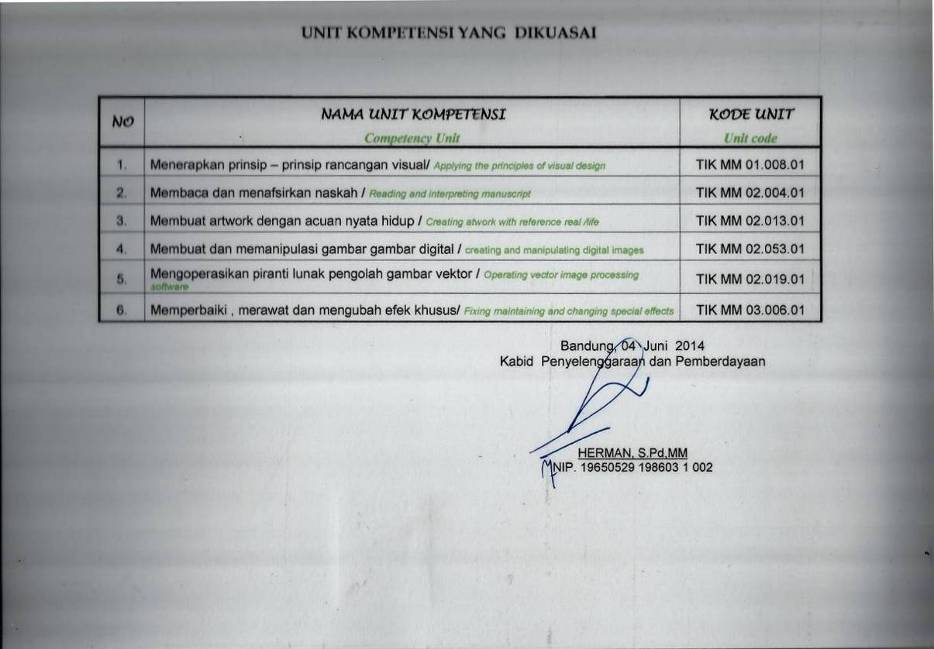 UNIT KOMPETENSI YANG DIKUASAI
NO NAMA UNIT KOMPETENSI KODE UNIT
Competency Unit Unit code
1. Menerapkan prinsip – prinsip rancangan visual/ Applying the principles of visual design TIK MM 01.008.01
2. Membaca dan menafsirkan naskah / Reading and interpreting manuscript TIK MM 02.004.01
3. Membuat artwork dengan acuan nyata hidup / Creating atwork with reference real /life TIK MM 02.013.01
4. Membuat dan memanipulasi gambar gambar digital / creating and manipulating digital images TIK MM 02.053.01
5. Mengoperasikan piranti lunak pengolah gambar vektor / Operating vector image processing TIK MM 02.019.01
software
6. Memperbaiki , merawat dan mengubah efek khusus/ Fixing maintaining and changing special effects TIK MM 03.006.01
Bandung, 04 Juni 2014
Kabid Penyelenggaraan dan Pemberdayaan
HERMAN, S.Pd,MM
NIP. 19650529 198603 1 002